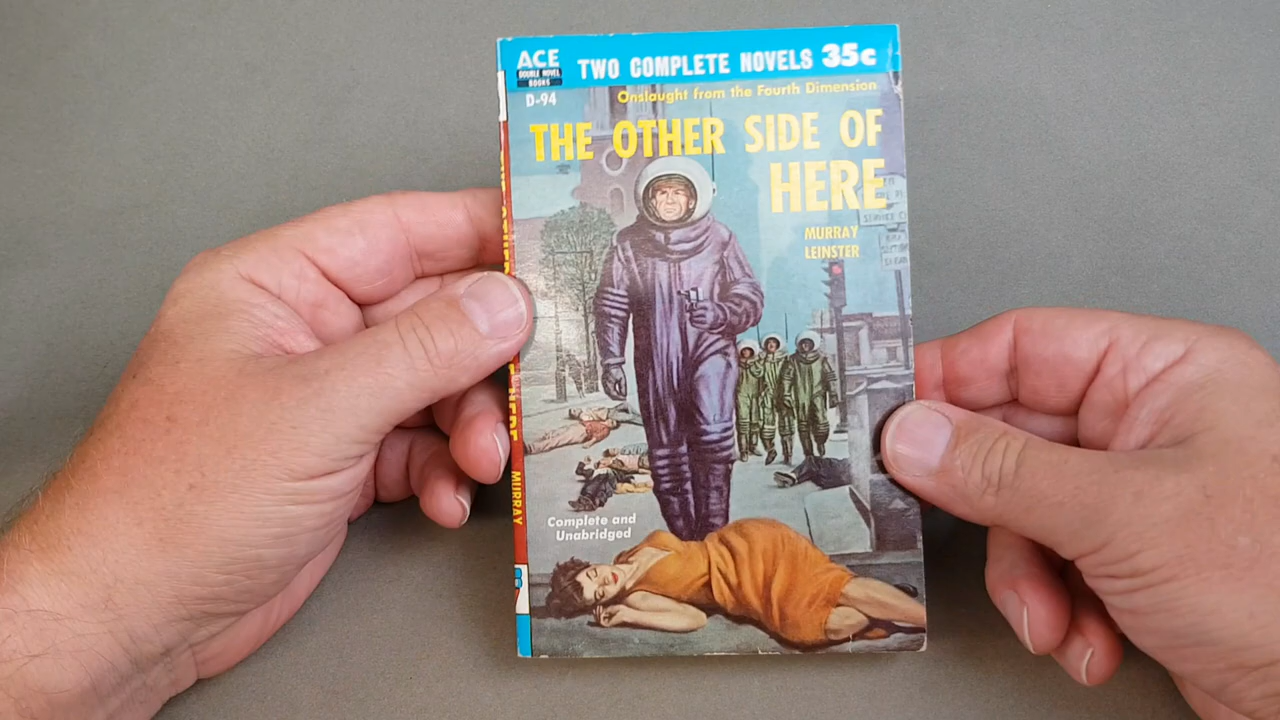 ACE
DOUBLE NOVEL
BOOKS
D-94
TWO COMPLETE NOVELS 35c
Onslaught from the Fourth Dimension
THE OTHER SIDE OF
HERE
MURRAY
LEINSTER
Complete and
Unabridged
MURRAY